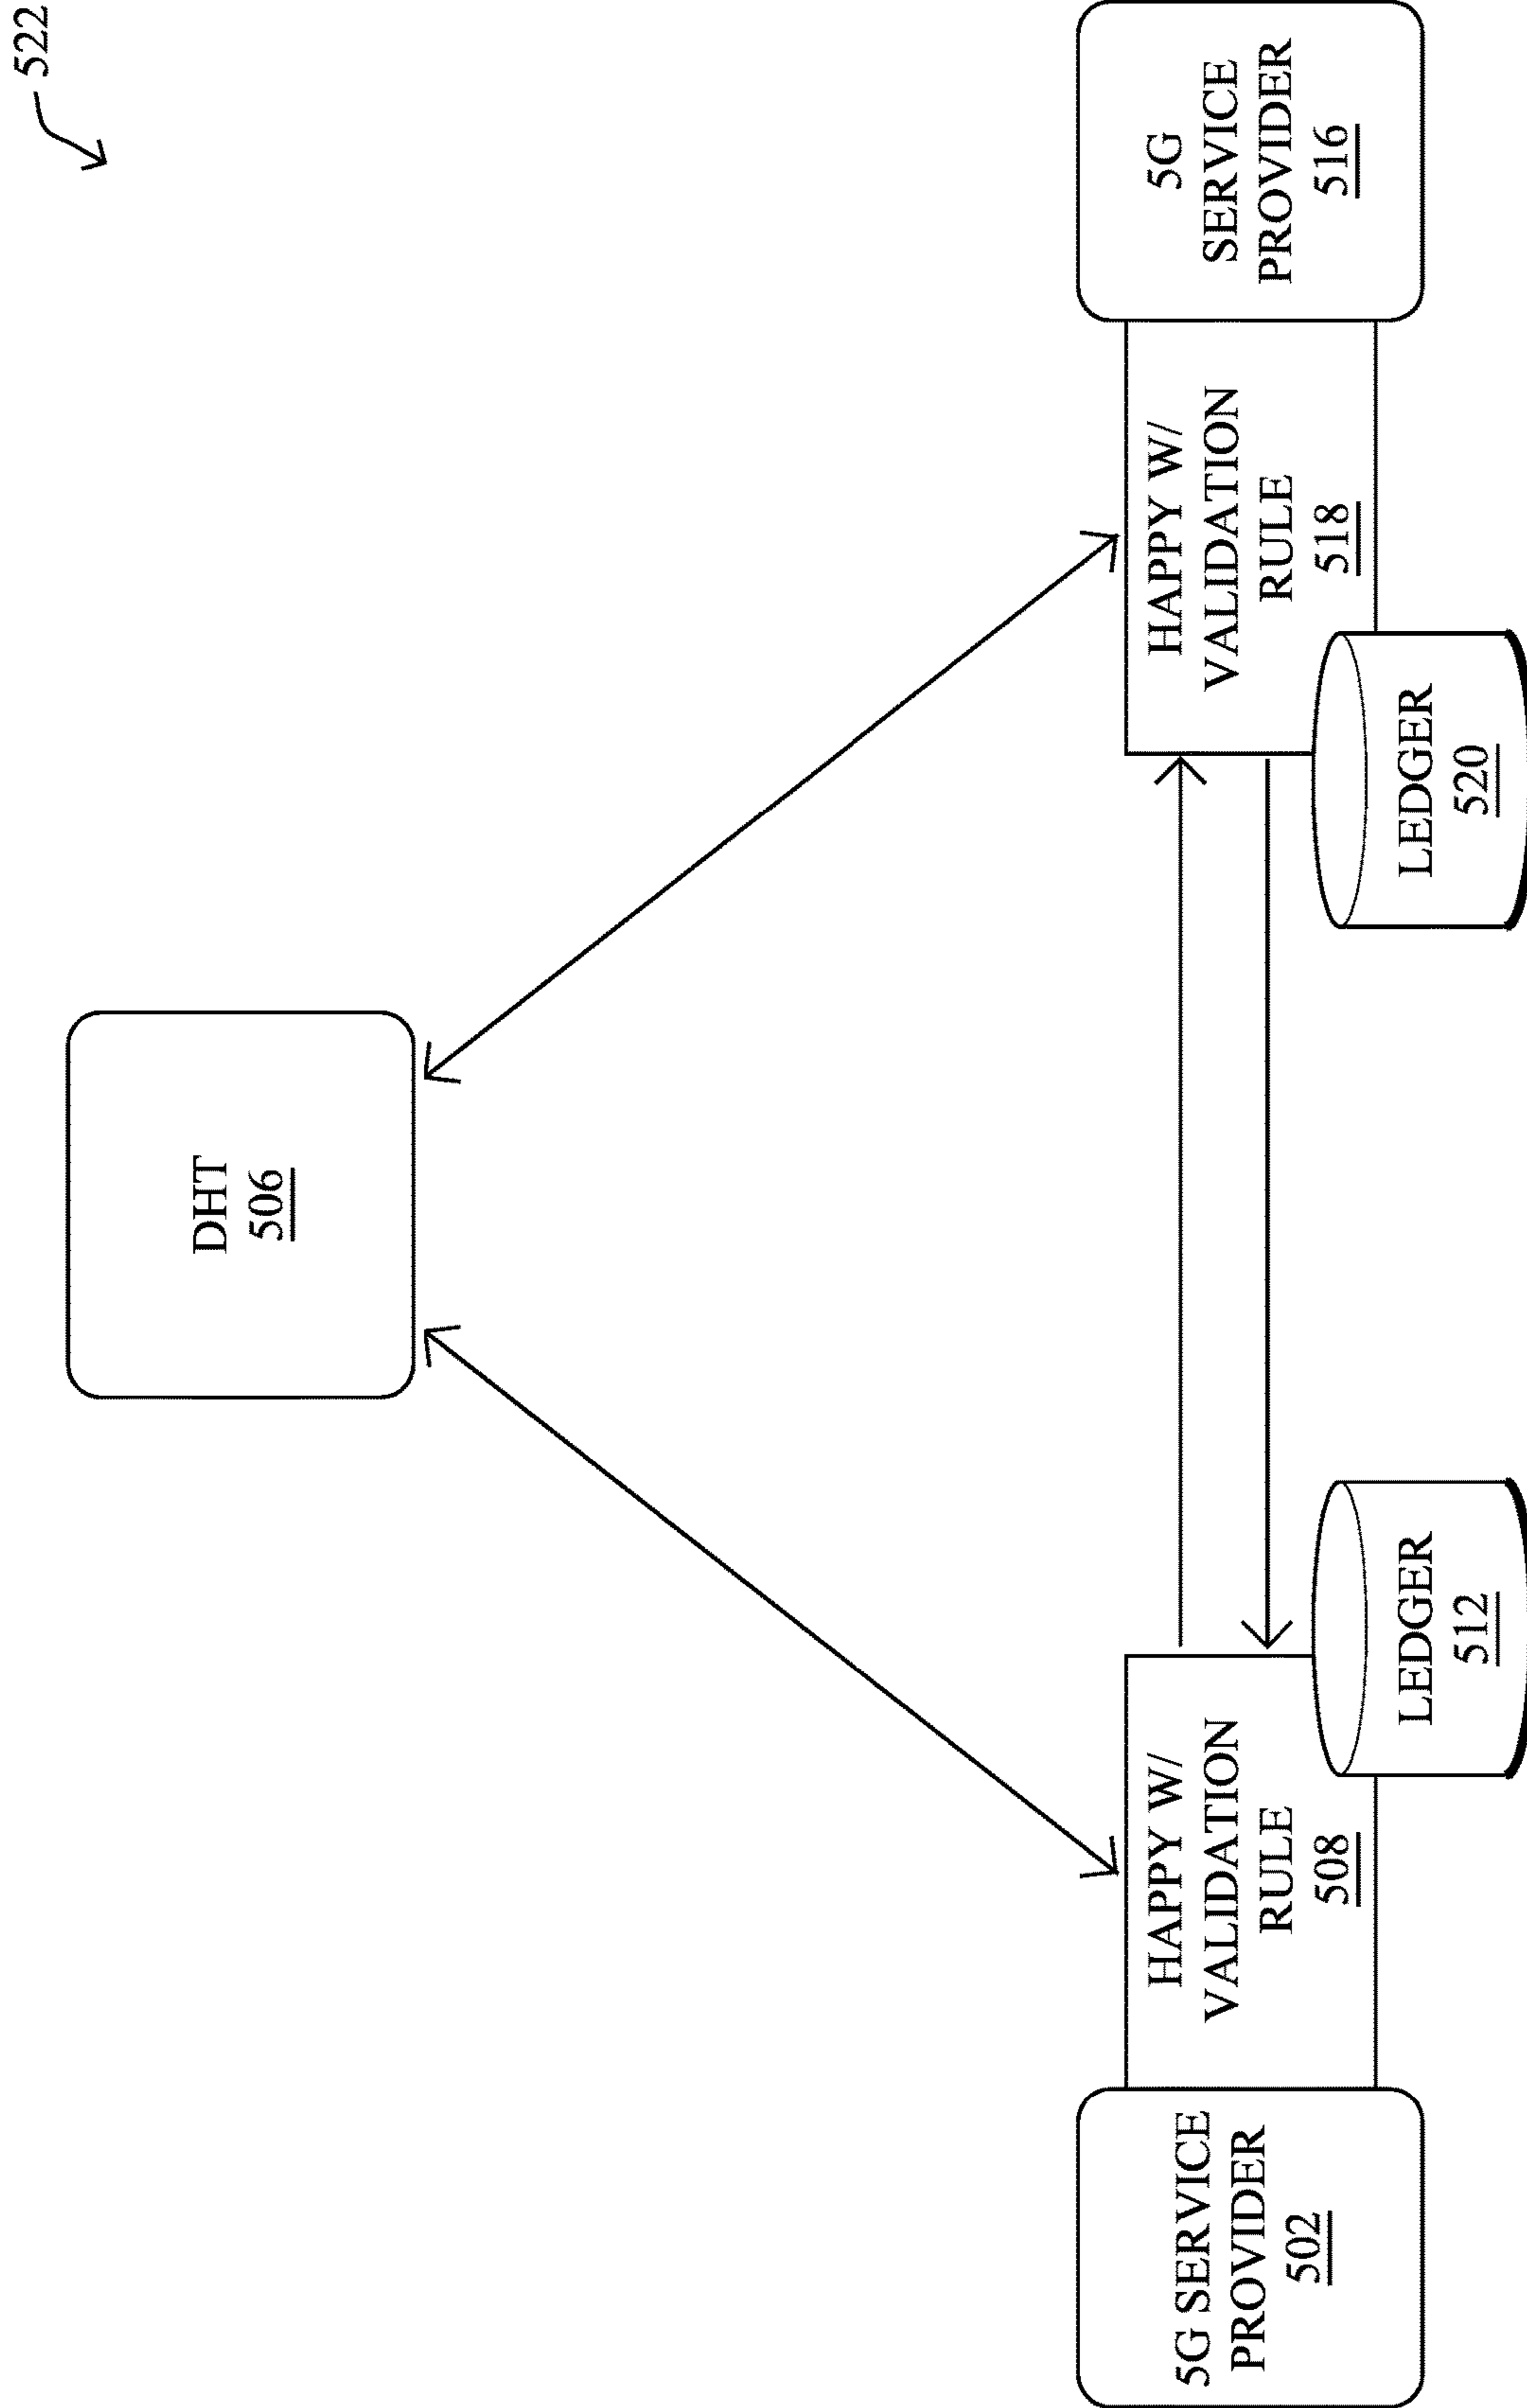 522
DHT
506
5G SERVICE
PROVIDER
502
HAPPY W/
VALIDATION
RULE
508
LEDGER
512
HAPPY W/
VALIDATION
RULE
518
LEDGER
520
5G
SERVICE
PROVIDER
516